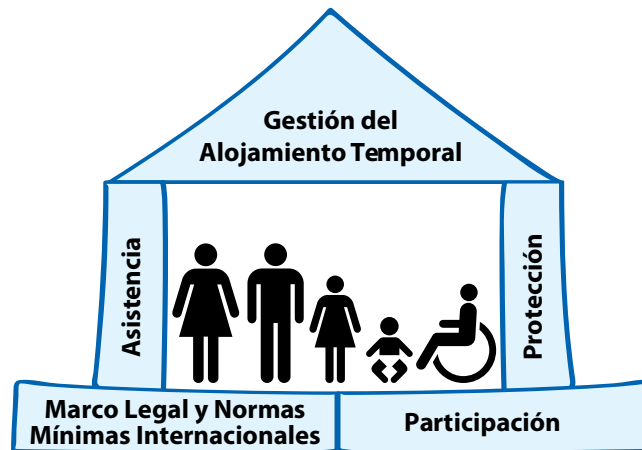 Gestión del
Alojamiento Temporal
Asistencia
Protección
Marco Legal y Normas
Mínimas Internacionales
Participación